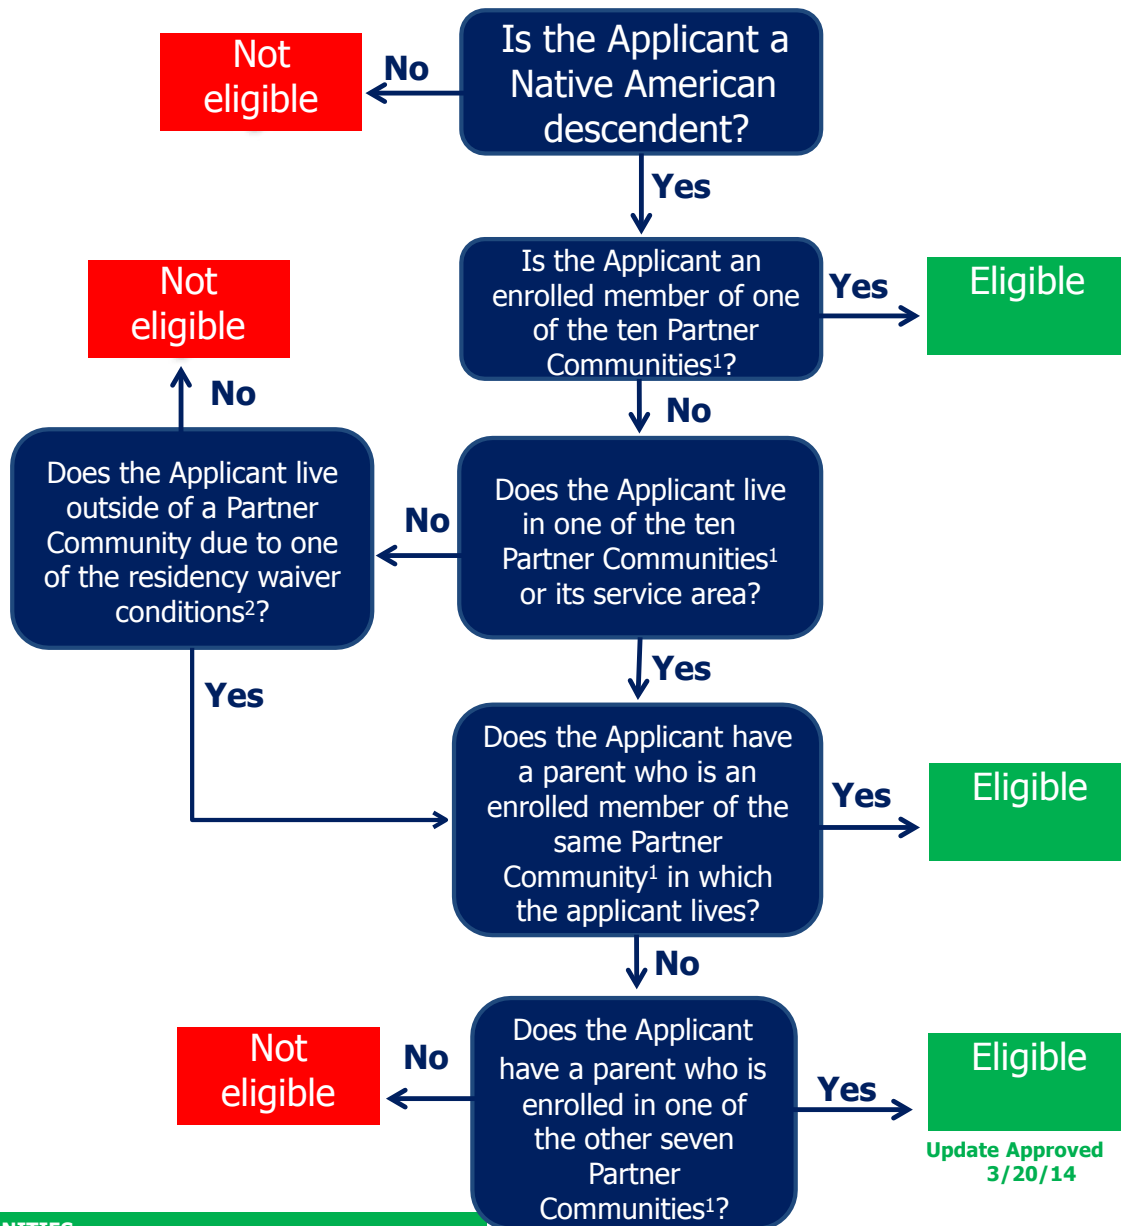 Is the Applicant a
Native American
descendent?
No
Not
eligible
Yes
Is the Applicant an
enrolled member of one
of the ten Partner
Communities¹?
Yes
Eligible
No
Does the Applicant live
in one of the ten
Partner Communities¹
or its service area?
No
Does the Applicant live
outside of a Partner
Community due to one
of the residency waiver
conditions²?
No
Not
eligible
Yes
Yes
Does the Applicant have
a parent who is an
enrolled member of the
same Partner
Community¹ in which
the applicant lives?
Yes
Eligible
No
Does the Applicant
have a parent who is
enrolled in one of
the other seven
Partner
Communities¹?
No
Not
eligible
Yes
Eligible
Update Approved
3/20/14